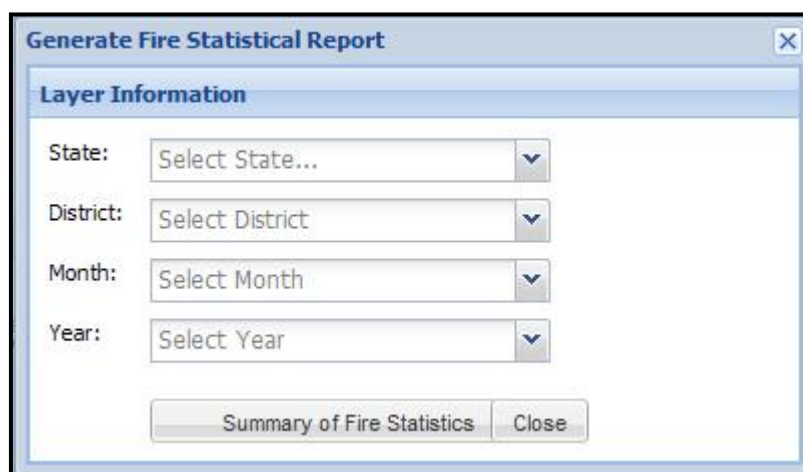 Generate Fire Statistical Report
Layer Information
State: Select State...
District: Select District
Month: Select Month
Year: Select Year
Summary of Fire Statistics Close